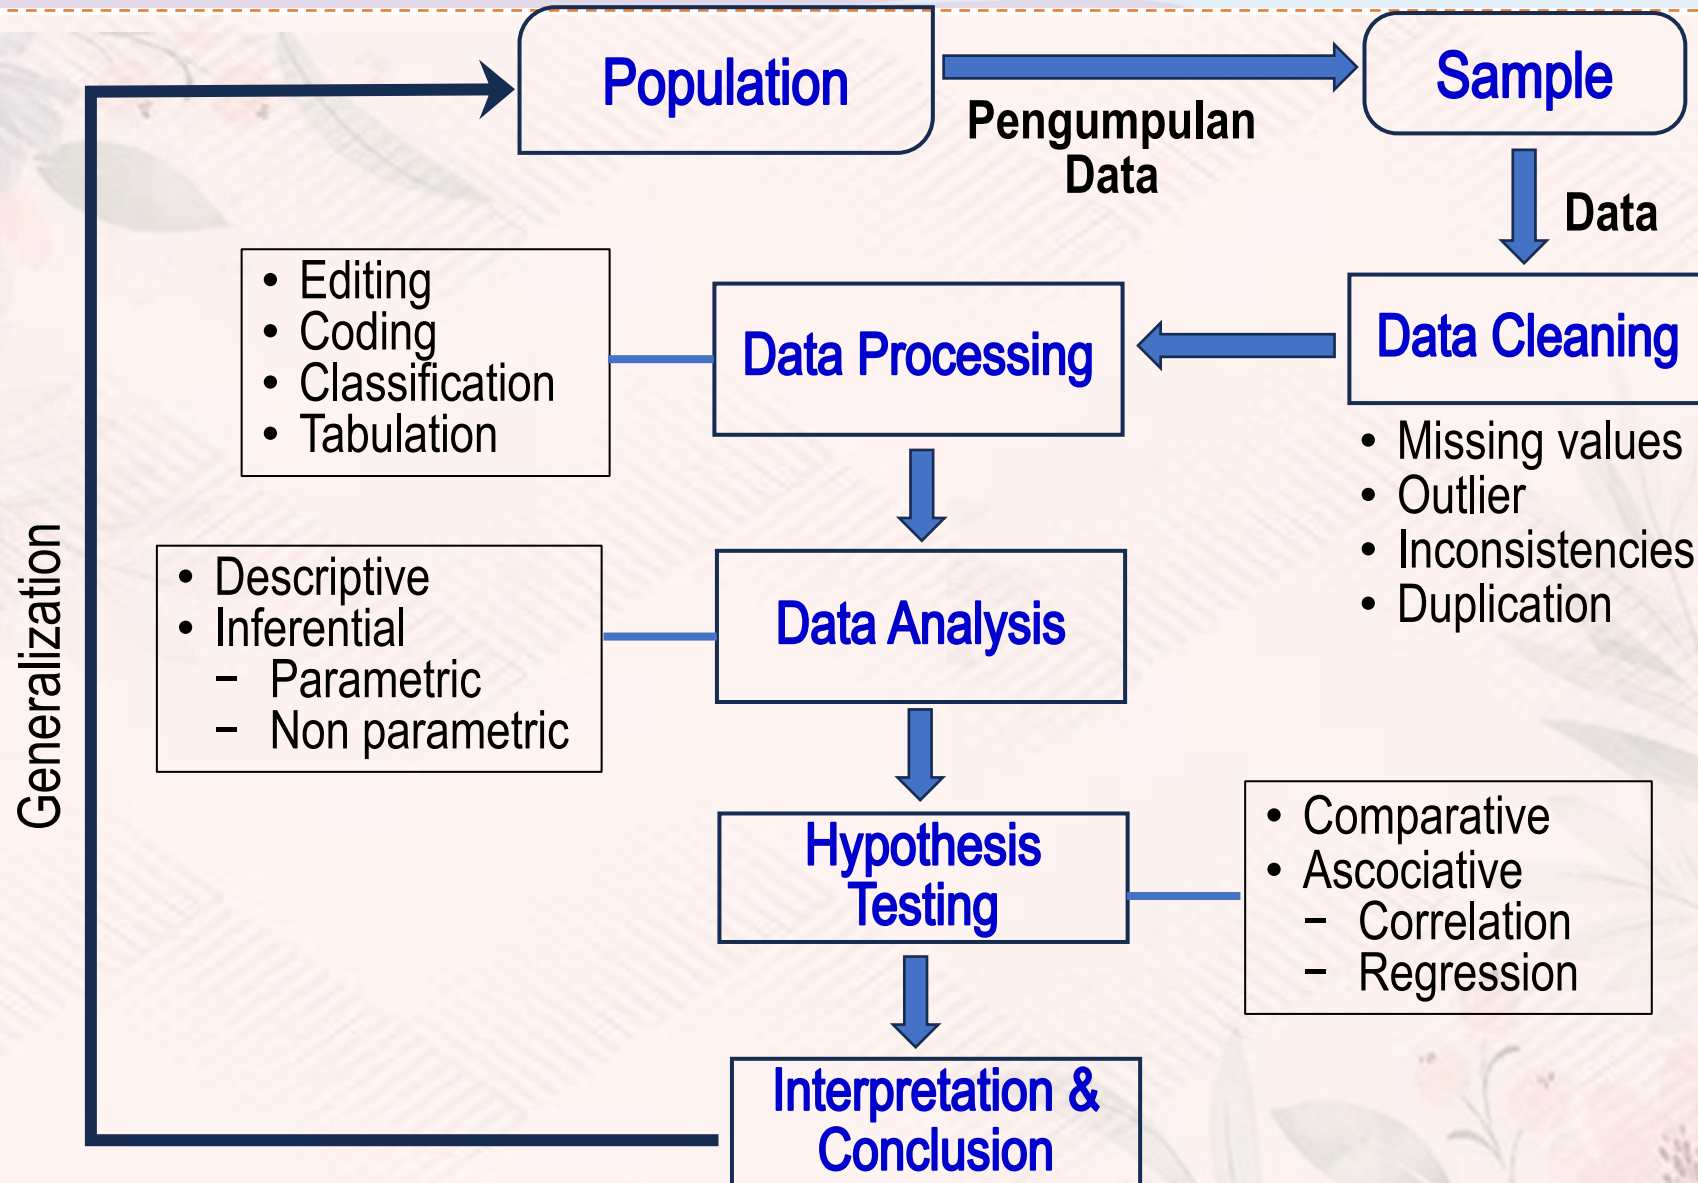 Population
Sample
Pengumpulan
Data
Data
• Editing
• Coding
• Classification
• Tabulation
Data Processing
Data Cleaning
• Missing values
• Outlier
• Inconsistencies
• Duplication
Generalization
• Descriptive
• Inferential
− Parametric
− Non parametric
Data Analysis
Hypothesis
Testing
• Comparative
• Ascociative
− Correlation
− Regression
Interpretation &
Conclusion